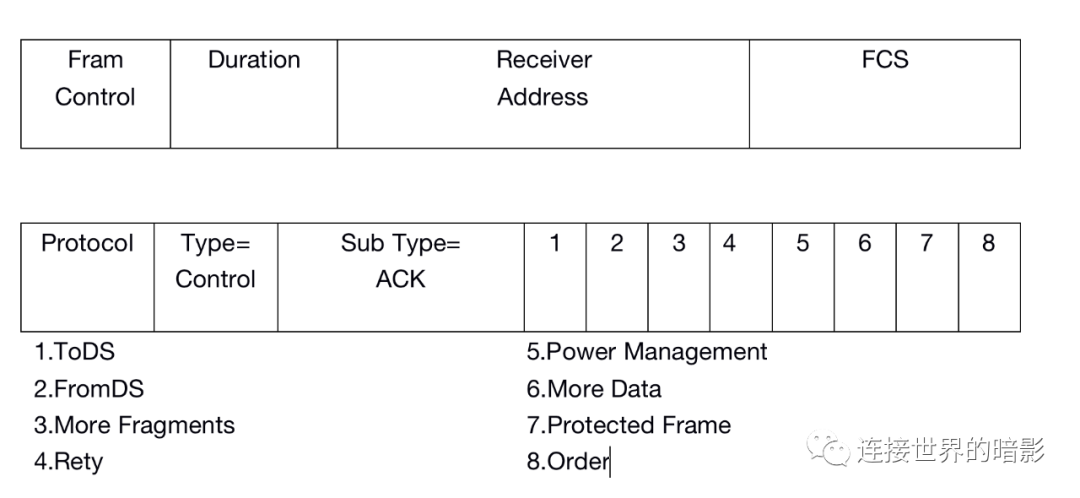 Fram Duration Receiver FCS
Control Address
Protocol Type= Sub Type= 1 2 3 4 5 6 7 8
Control ACK
1.ToDS 5.Power Management
2.FromDS 6.More Data
3.More Fragments 7.Protected Frame
4.Rety 8.Order
连接世界的暗影